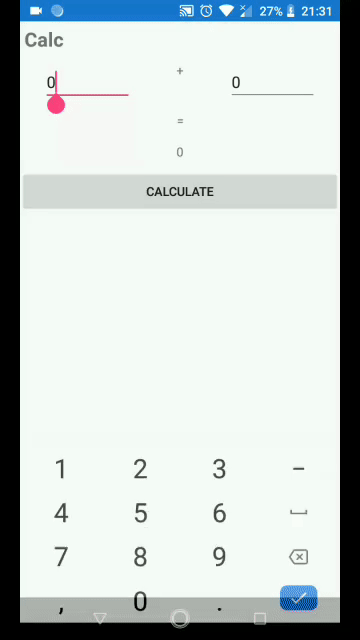 27% 21:31
Calc
0 + 0
=
0
CALCULATE
1 2 3 −
4 5 6
7 8 9
, 0 .